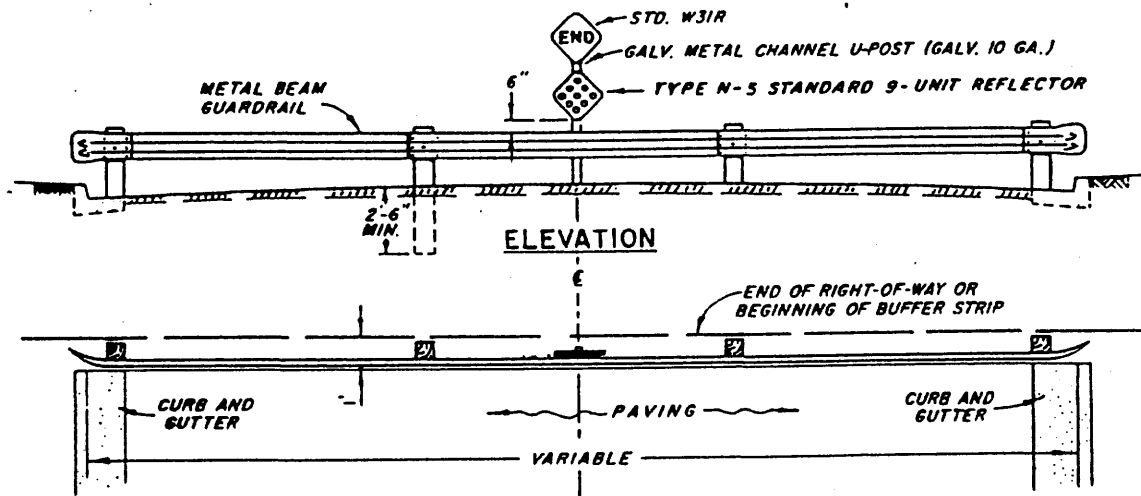 STD. W31R
END
GALV. METAL CHANNEL U-POST (GALV. 10 GA.)
6"
METAL BEAM
GUARDRAIL
TYPE N-5 STANDARD 9-UNIT REFLECTOR
2'6"
MIN.
ELEVATION
℄
END OF RIGHT-OF-WAY OR
BEGINNING OF BUFFER STRIP
CURB AND
GUTTER
PAVING
CURB AND
GUTTER
VARIABLE